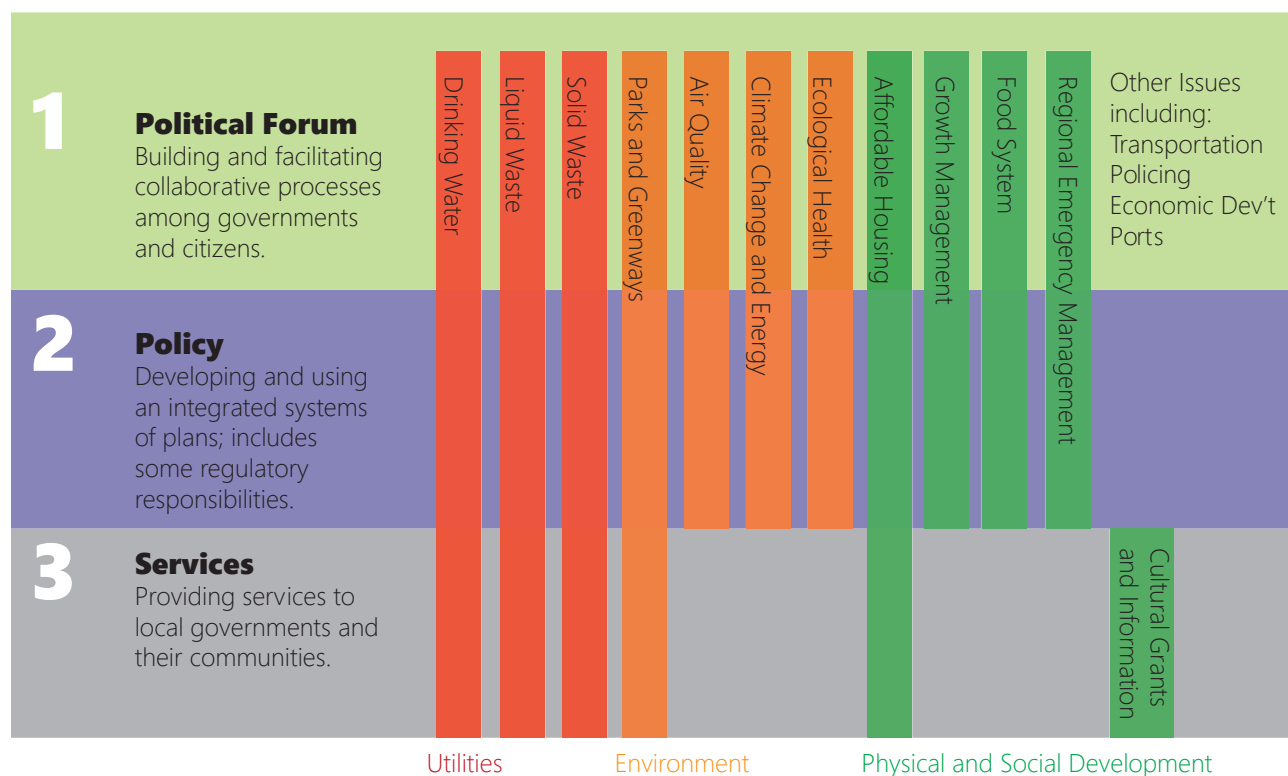 1
Political Forum
Building and facilitating
collaborative processes
among governments
and citizens.
2
Policy
Developing and using
an integrated systems
of plans; includes
some regulatory
responsibilities.
3
Services
Providing services to
local governments and
their communities.
Drinking Water
Liquid Waste
Solid Waste
Parks and Greenways
Air Quality
Climate Change and Energy
Ecological Health
Affordable Housing
Growth Management
Food System
Regional Emergency Management
Other Issues
including:
Transportation
Policing
Economic Dev't
Ports
Cultural Grants
and Information
Utilities
Environment
Physical and Social Development